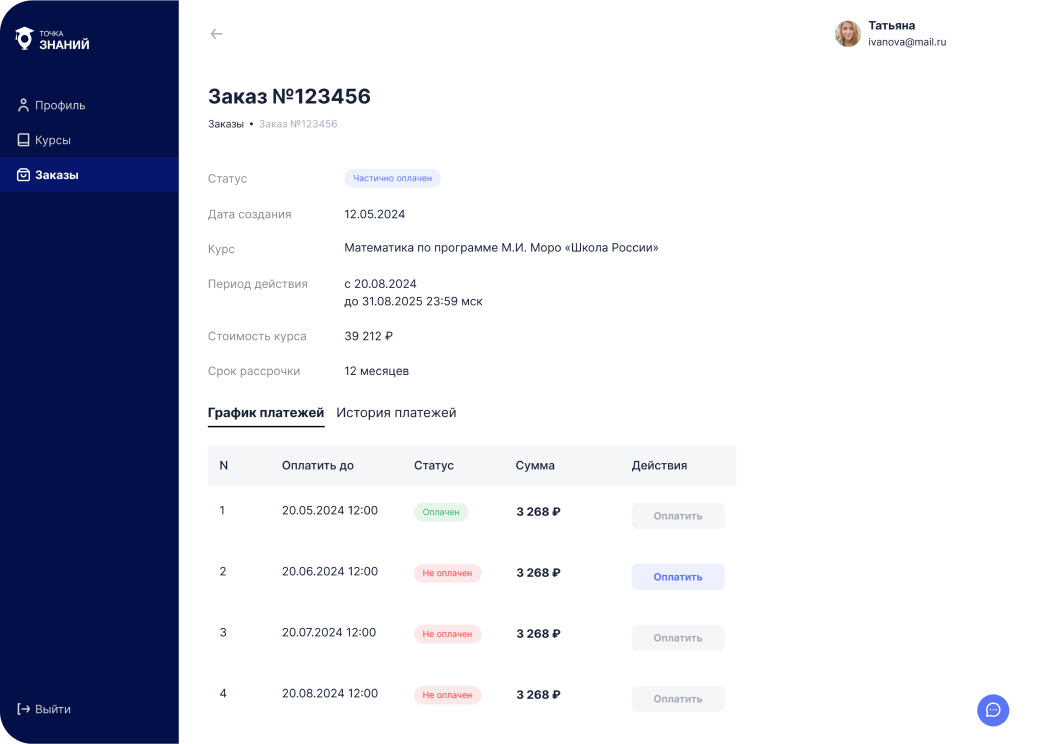 ТОЧКА
ЗНАНИЙ
Профиль
Курсы
Заказы
Выйти
Татьяна
ivanova@mail.ru
Заказ №123456
Заказы • Заказ №123456
Статус Частично оплачен
Дата создания 12.05.2024
Курс Математика по программе М.И. Моро «Школа России»
Период действия с 20.08.2024
до 31.08.2025 23:59 мск
Стоимость курса 39 212 ₽
Срок рассрочки 12 месяцев
График платежей История платежей
N Оплатить до Статус Сумма Действия
1 20.05.2024 12:00 Оплачен 3 268 ₽ Оплатить
2 20.06.2024 12:00 Не оплачен 3 268 ₽ Оплатить
3 20.07.2024 12:00 Не оплачен 3 268 ₽ Оплатить
4 20.08.2024 12:00 Не оплачен 3 268 ₽ Оплатить